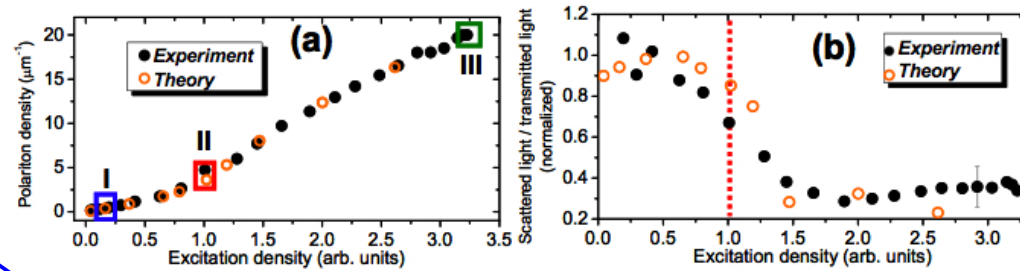 (a)
Experiment
Theory
I
II
III
Polariton density (μm⁻¹)
20
15
10
5
0
0.0 0.5 1.0 1.5 2.0 2.5 3.0 3.5
Excitation density (arb. units)
(b)
Experiment
Theory
Scattered light / transmitted light
(normalized)
1.2
1.0
0.8
0.6
0.4
0.2
0.0 0.5 1.0 1.5 2.0 2.5 3.0
Excitation density (arb. units)